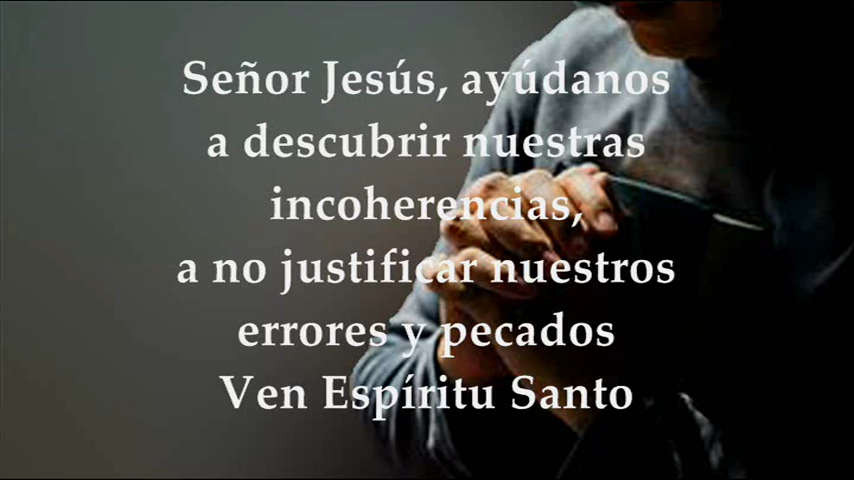 Señor Jesús, ayúdanos
a descubrir nuestras
incoherencias,
a no justificar nuestros
errores y pecados
Ven Espíritu Santo